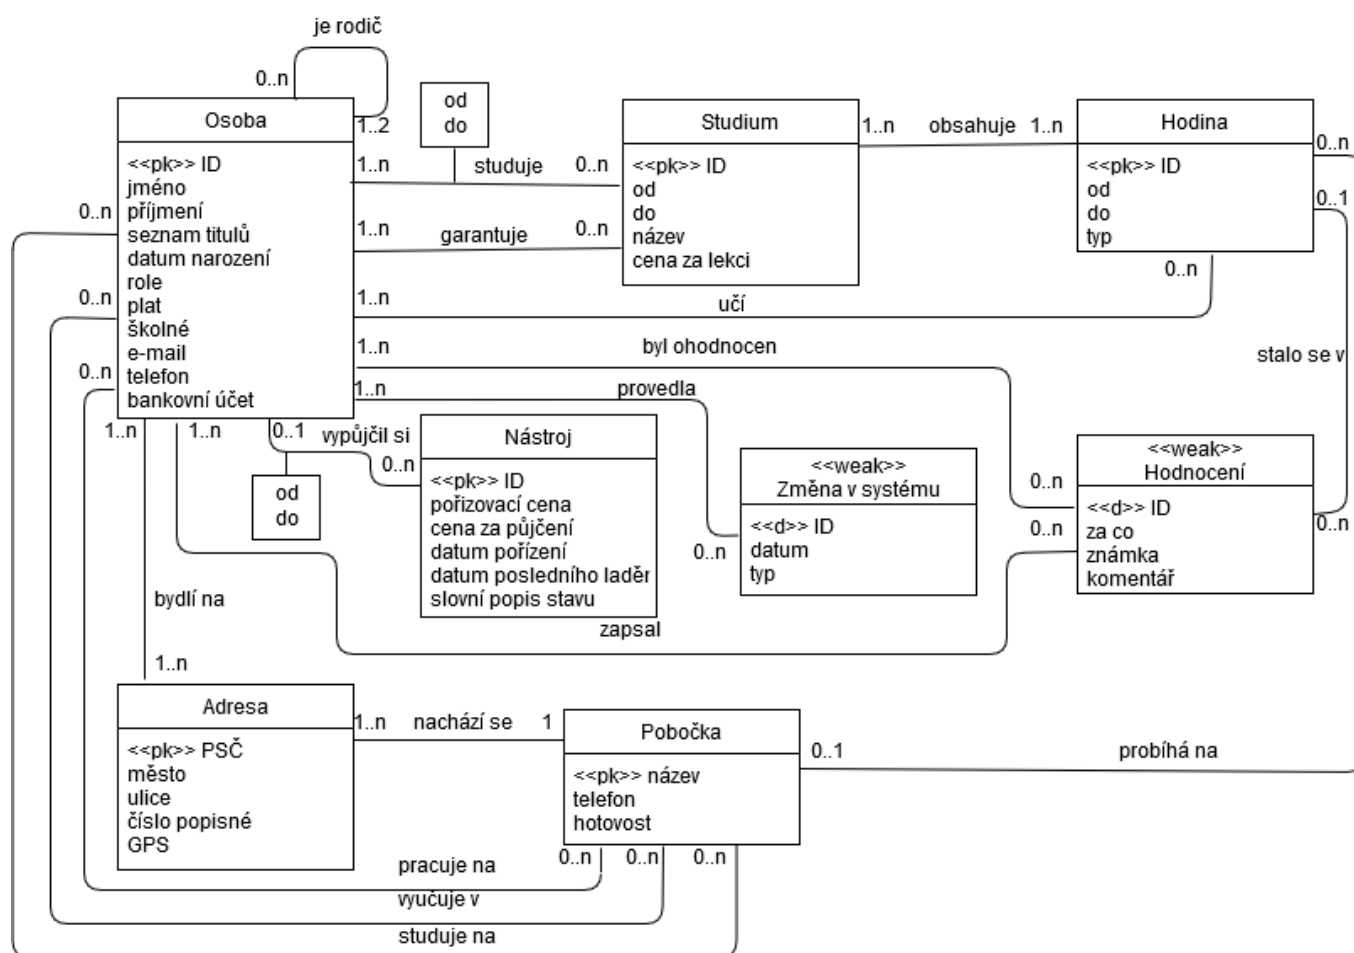 je rodič
0..n
1..2
Osoba
<<pk>> ID
jméno
příjmení
seznam titulů
datum narození
role
plat
školné
e-mail
telefon
bankovní účet
od
do
1..n
studuje
0..n
Studium
<<pk>> ID
od
do
název
cena za lekci
1..n
obsahuje
1..n
Hodina
<<pk>> ID
od
do
typ
0..n
0..1
0..n
0..n
1..n
garantuje
0..n
0..n
1..n
učí
0..n
1..n
byl ohodnocen
stalo se v
1..n
provedla
1..n
1..n
0..1
vypůjčil si
0..n
od
do
Nástroj
<<pk>> ID
pořizovací cena
cena za půjčení
datum pořízení
datum posledního laděr
slovní popis stavu
<<weak>>
Změna v systému
<<d>> ID
datum
typ
0..n
<<weak>>
Hodnocení
<<d>> ID
za co
známka
komentář
0..n
0..n
0..n
bydlí na
zapsal
1..n
Adresa
<<pk>> PSČ
město
ulice
číslo popisné
GPS
1..n
nachází se
1
Pobočka
<<pk>> název
telefon
hotovost
0..1
probíhá na
0..n
0..n
0..n
pracuje na
vyučuje v
studuje na